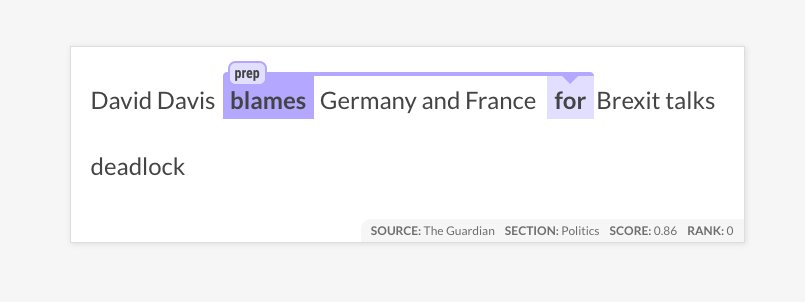 prep
David Davis blames Germany and France for Brexit talks
deadlock
SOURCE: The Guardian SECTION: Politics SCORE: 0.86 RANK: 0